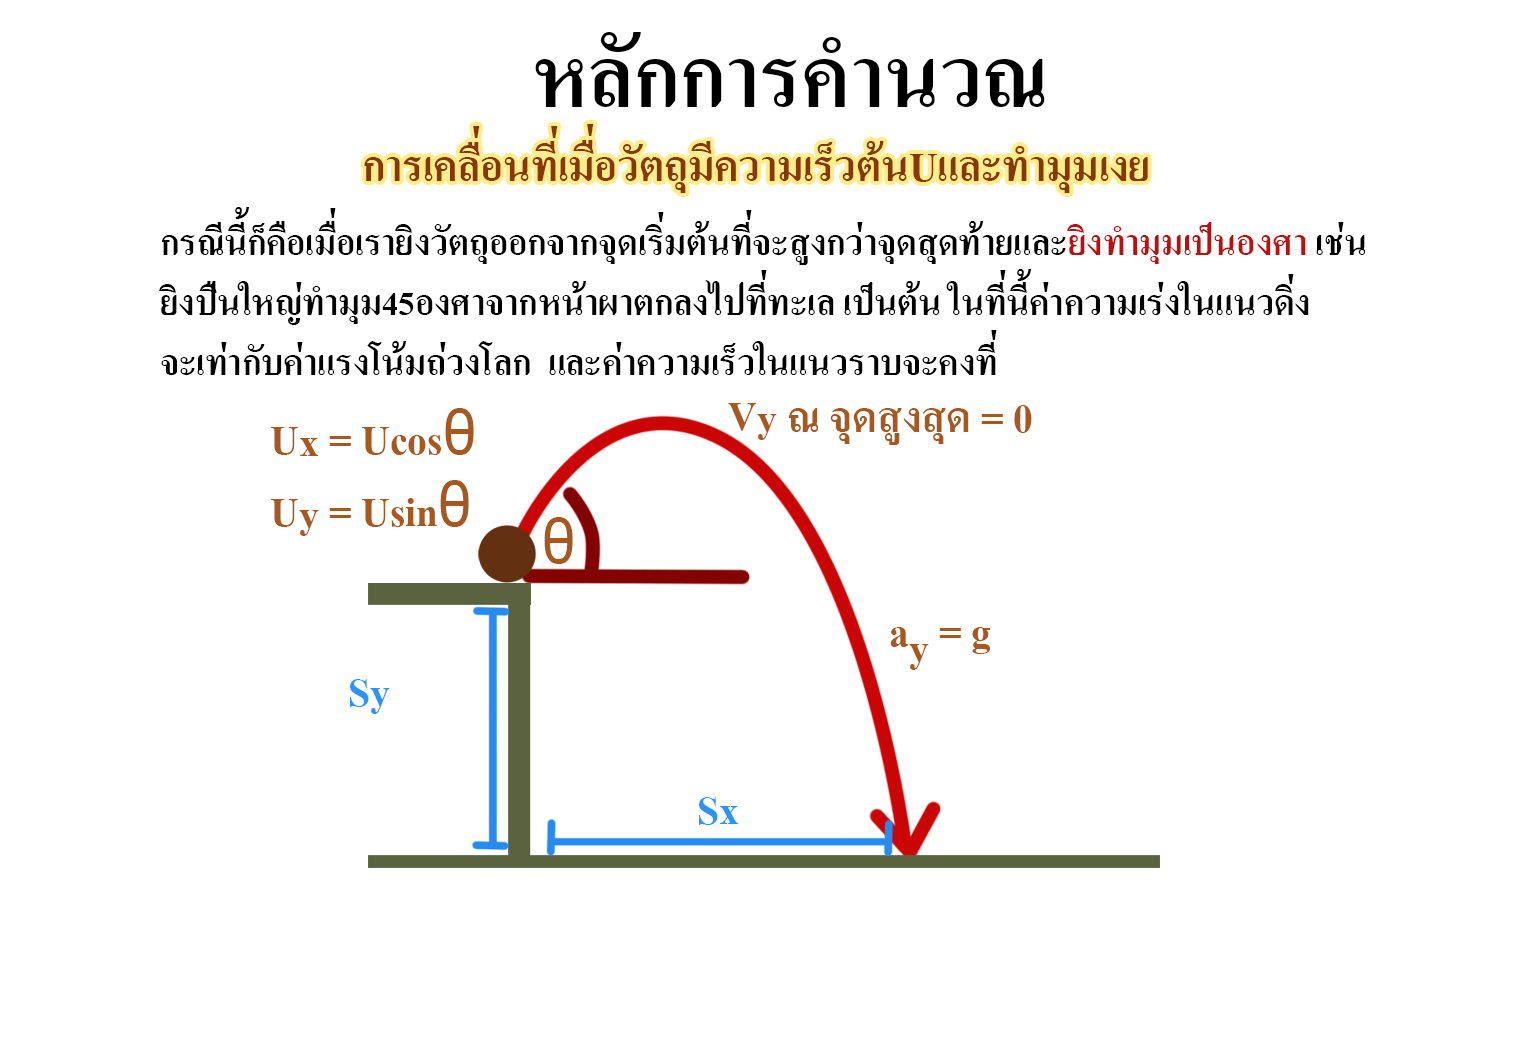 หลักการคำนวณ
การเคลื่อนที่เมื่อวัตถุมีความเร็วต้นUและทำมุมเงย
กรณีนี้ก็คือเมื่อเรายิงวัตถุออกจากจุดเริ่มต้นที่จะสูงกว่าจุดสุดท้ายและยิงทำมุมเป็นองศา เช่น
ยิงปืนใหญ่ทำมุม45องศาจากหน้าผาตกลงไปที่ทะเล เป็นต้น ในที่นี้ค่าความเร่งในแนวดิ่ง
จะเท่ากับค่าแรงโน้มถ่วงโลก และค่าความเร็วในแนวราบจะคงที่
Vy ณ จุดสูงสุด = 0
Ux = Ucosθ
Uy = Usinθ
θ
ay = g
Sy
Sx